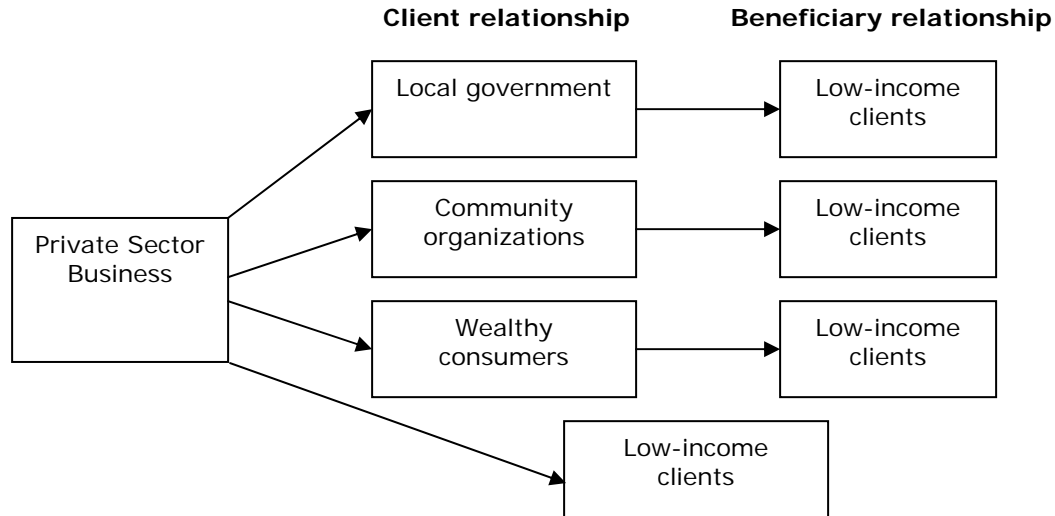 Client relationship
Beneficiary relationship
Local government
Low-income
clients
Community
organizations
Low-income
clients
Private Sector
Business
Wealthy
consumers
Low-income
clients
Low-income
clients